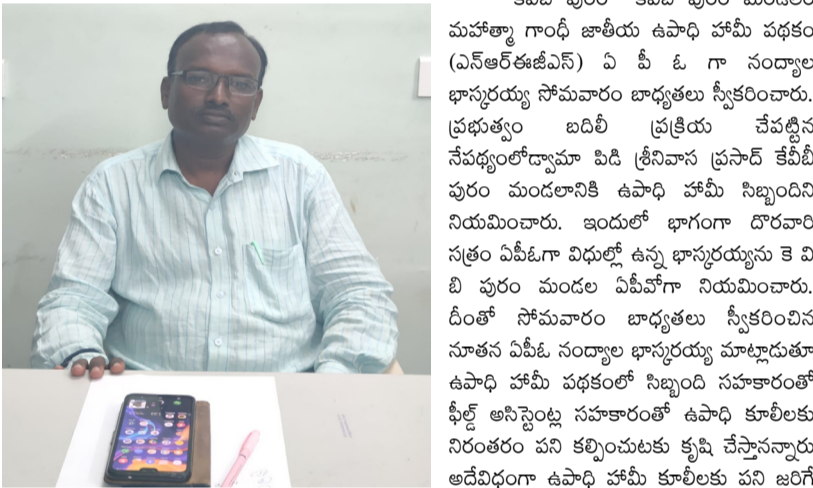 కెవిబి పురం కెవిబి పురం మండలం
మహాత్మా గాంధీ జాతీయ ఉపాధి హామీ పథకం
(ఎన్ఆర్ఈజీఎస్) ఏ పీ ఓ గా నంద్యాల
భాస్కరయ్య సోమవారం బాధ్యతలు స్వీకరించారు.
ప్రభుత్వం బదిలీ ప్రక్రియ చేపట్టిన
నేపథ్యంలోద్వామా పిడి శ్రీనివాస ప్రసాద్ కేవీబీ
పురం మండలానికి ఉపాధి హామీ సిబ్బందిని
నియమించారు. ఇందులో భాగంగా దొరవారి
సత్రం ఏపీఓగా విధుల్లో ఉన్న భాస్కరయ్యను కె వి
బి పురం మండల ఏపీవోగా నియమించారు.
దీంతో సోమవారం బాధ్యతలు స్వీకరించిన
నూతన ఏపీఓ నంద్యాల భాస్కరయ్య మాట్లాడుతూ
ఉపాధి హామీ పథకంలో సిబ్బంది సహకారంతో
ఫీల్డ్ అసిస్టెంట్ల సహకారంతో ఉపాధి కూలీలకు
నిరంతరం పని కల్పించుటకు కృషి చేస్తానన్నారు
అదేవిధంగా ఉపాధి హామీ కూలీలకు పని జరిగే